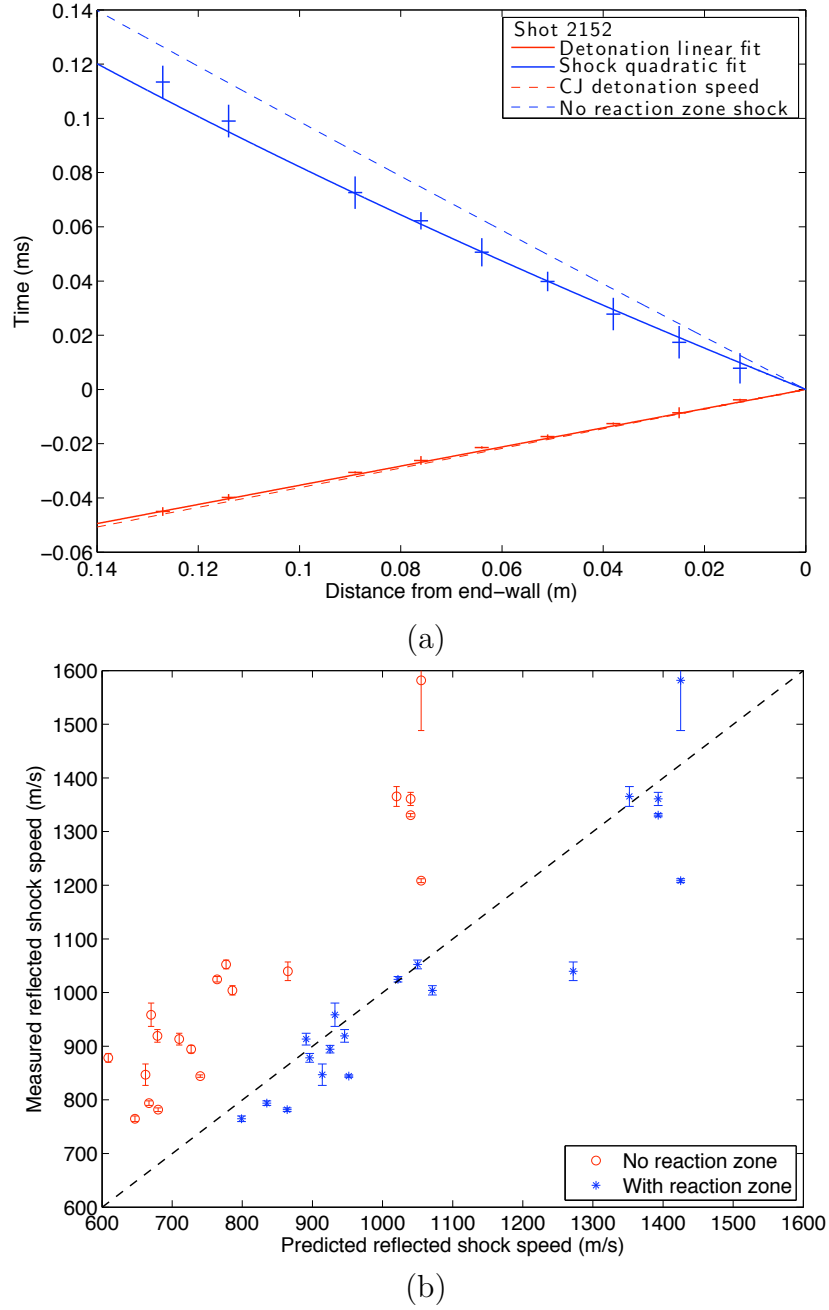 0.14
0.12
0.1
0.08
0.06
0.04
0.02
0
−0.02
−0.04
−0.06
Time (ms)
Shot 2152
Detonation linear fit
Shock quadratic fit
CJ detonation speed
No reaction zone shock
0.14 0.12 0.1 0.08 0.06 0.04 0.02 0
Distance from end−wall (m)
(a)
1600
1500
1400
1300
1200
1100
1000
900
800
700
600
Measured reflected shock speed (m/s)
No reaction zone
With reaction zone
600 700 800 900 1000 1100 1200 1300 1400 1500 1600
Predicted reflected shock speed (m/s)
(b)